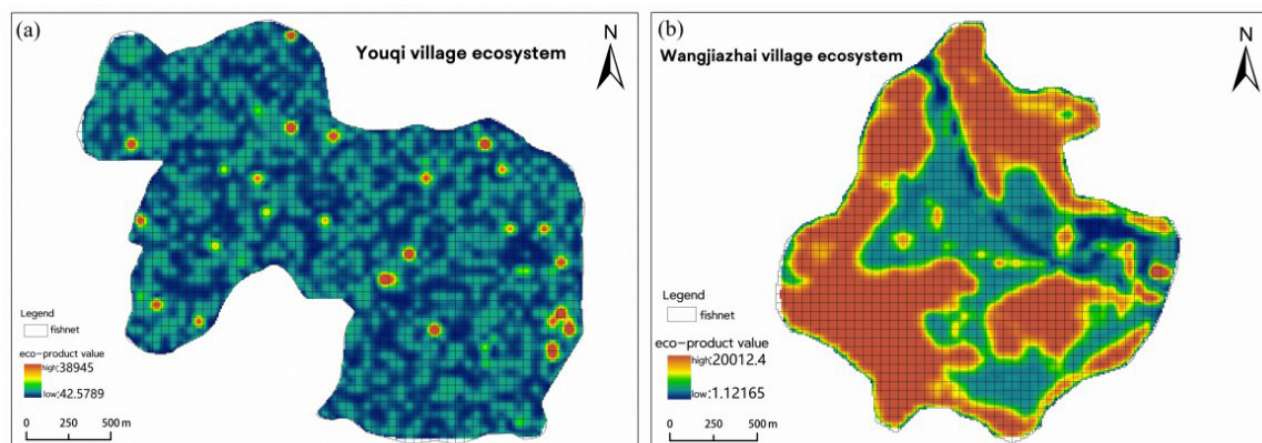 (a)
Youqi village ecosystem
N
Legend
fishnet
eco-product value
high:38945
low:42.5789
0 250 500 m
(b)
Wangjiazhai village ecosystem
N
Legend
fishnet
eco-product value
high:20012.4
low:1.12165
0 250 500 m